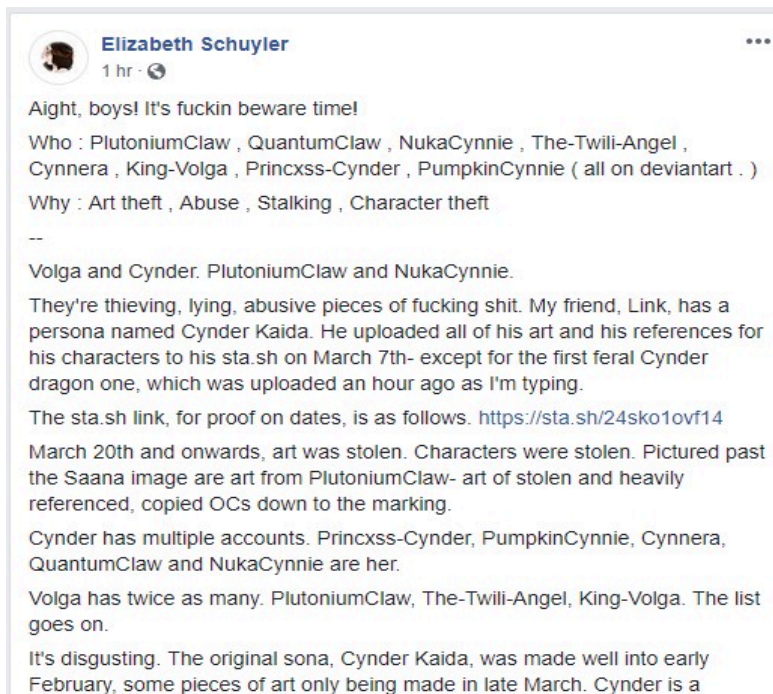 Elizabeth Schuyler
1 hr ·
Aight, boys! It's fuckin beware time!
Who : PlutoniumClaw , QuantumClaw , NukaCynnie , The-Twili-Angel ,
Cynnera , King-Volga , Princxss-Cynder , PumpkinCynnie ( all on deviantart . )
Why : Art theft , Abuse , Stalking , Character theft
--
Volga and Cynder. PlutoniumClaw and NukaCynnie.
They're thieving, lying, abusive pieces of fucking shit. My friend, Link, has a
persona named Cynder Kaida. He uploaded all of his art and his references for
his characters to his sta.sh on March 7th- except for the first feral Cynder
dragon one, which was uploaded an hour ago as I'm typing.
The sta.sh link, for proof on dates, is as follows. https://sta.sh/24sko1ovf14
March 20th and onwards, art was stolen. Characters were stolen. Pictured past
the Saana image are art from PlutoniumClaw- art of stolen and heavily
referenced, copied OCs down to the marking.
Cynder has multiple accounts. Princxss-Cynder, PumpkinCynnie, Cynnera,
QuantumClaw and NukaCynnie are her.
Volga has twice as many. PlutoniumClaw, The-Twili-Angel, King-Volga. The list
goes on.
It's disgusting. The original sona, Cynder Kaida, was made well into early
February, some pieces of art only being made in late March. Cynder is a